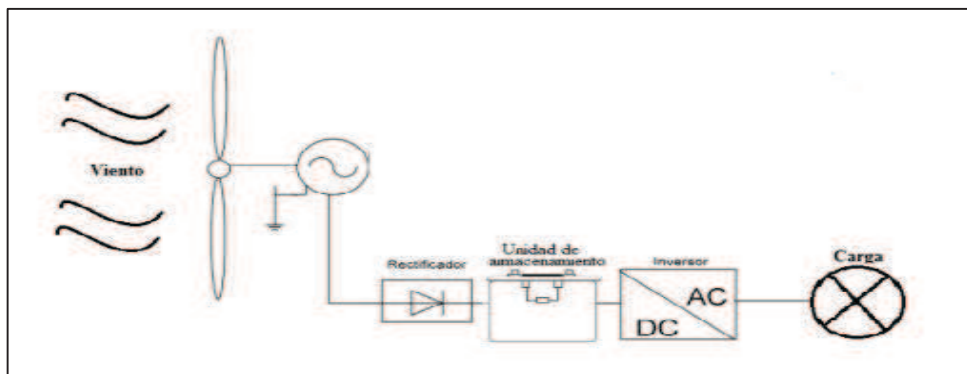 Viento
Rectificador
Unidad de
almacenamiento
Inversor
AC
DC
Carga